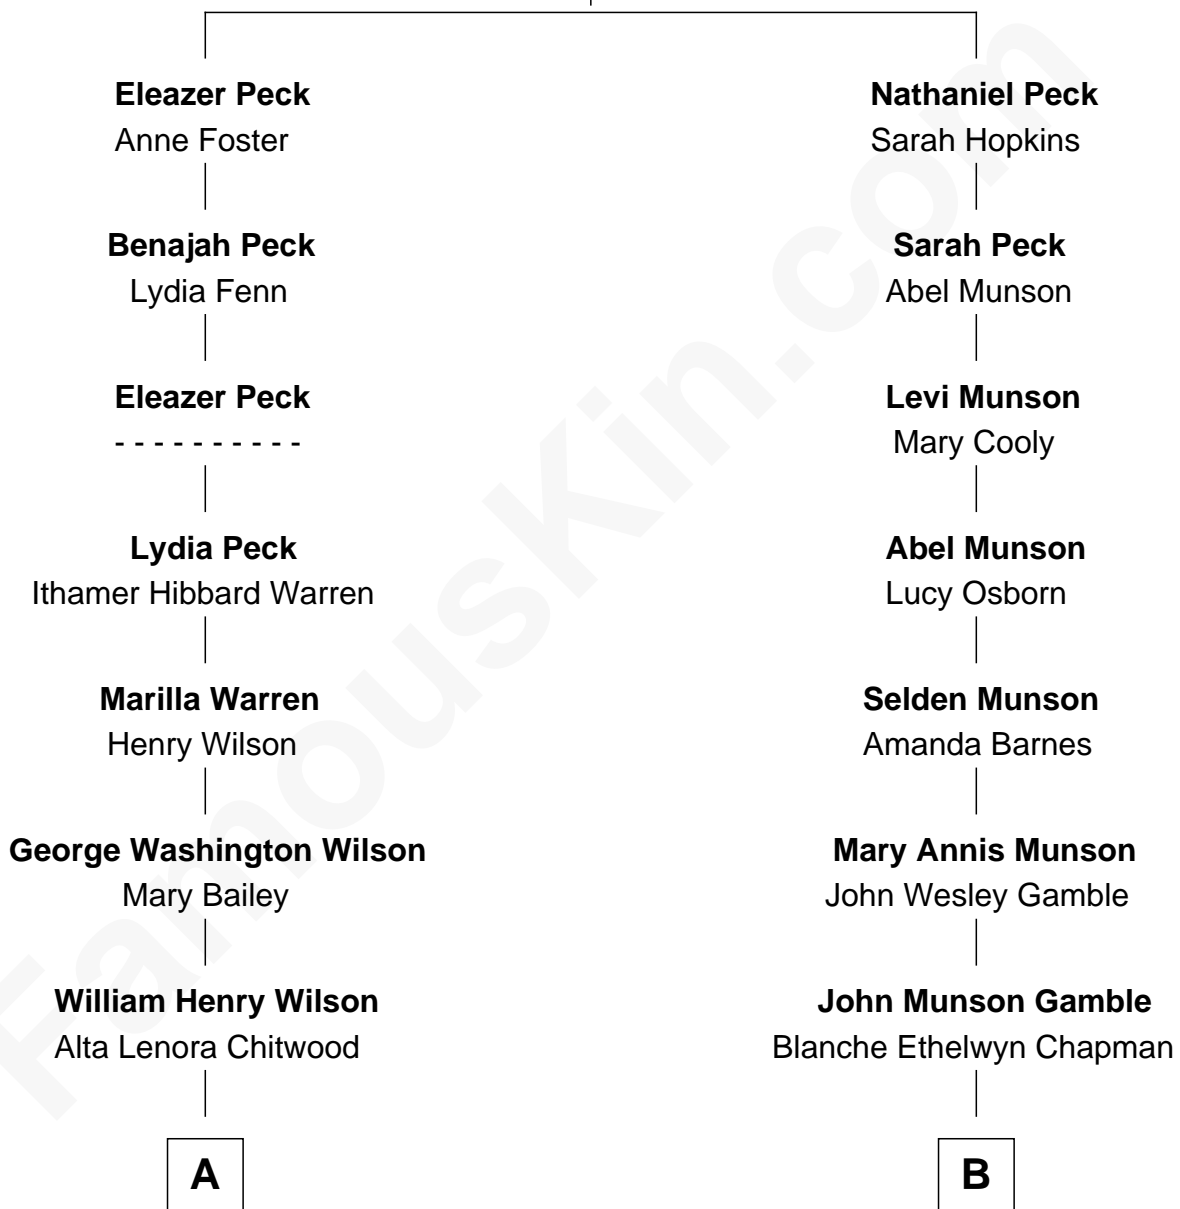 Eleazer Peck
Anne Foster
Benajah Peck
Lydia Fenn
Eleazer Peck
- - - - - - - - - -
Lydia Peck
Ithamer Hibbard Warren
Marilla Warren
Henry Wilson
George Washington Wilson
Mary Bailey
William Henry Wilson
Alta Lenora Chitwood
A
Nathaniel Peck
Sarah Hopkins
Sarah Peck
Abel Munson
Levi Munson
Mary Cooly
Abel Munson
Lucy Osborn
Selden Munson
Amanda Barnes
Mary Annis Munson
John Wesley Gamble
John Munson Gamble
Blanche Ethelwyn Chapman
B
FamousKin.com